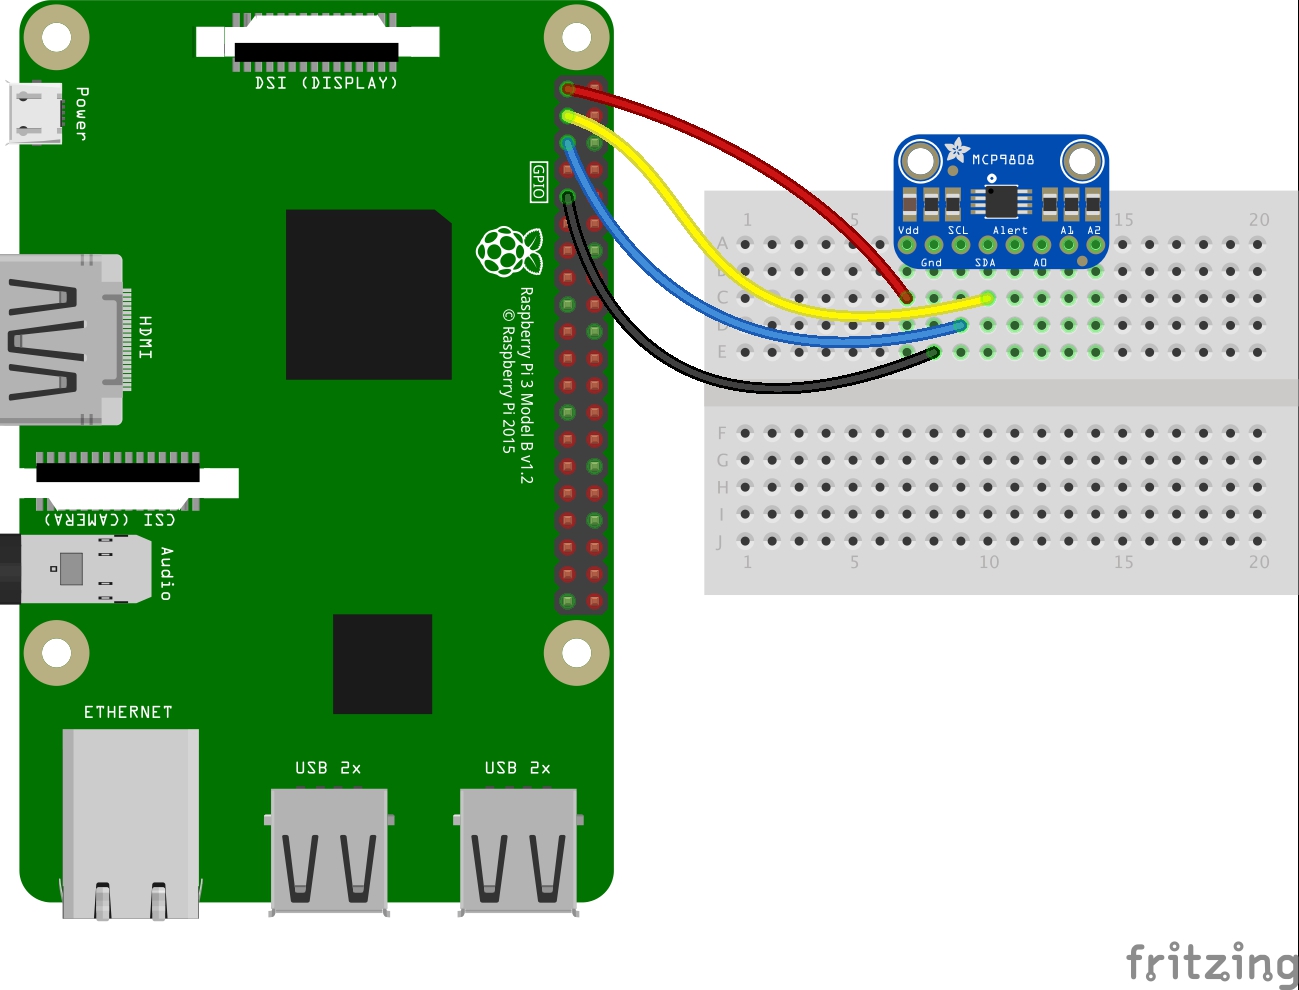 DSI (DISPLAY)
Power
GPIO
HDMI
Raspberry Pi 3 Model B v1.2
© Raspberry Pi 2015
CSI (CAMERA)
Audio
ETHERNET
USB 2x
USB 2x
MCP9808
Vdd
SCL
Alert
A1
A2
Gnd
SDA
A0
1
5
15
20
A
B
C
D
E
F
G
H
I
J
1
5
10
15
20
fritzing